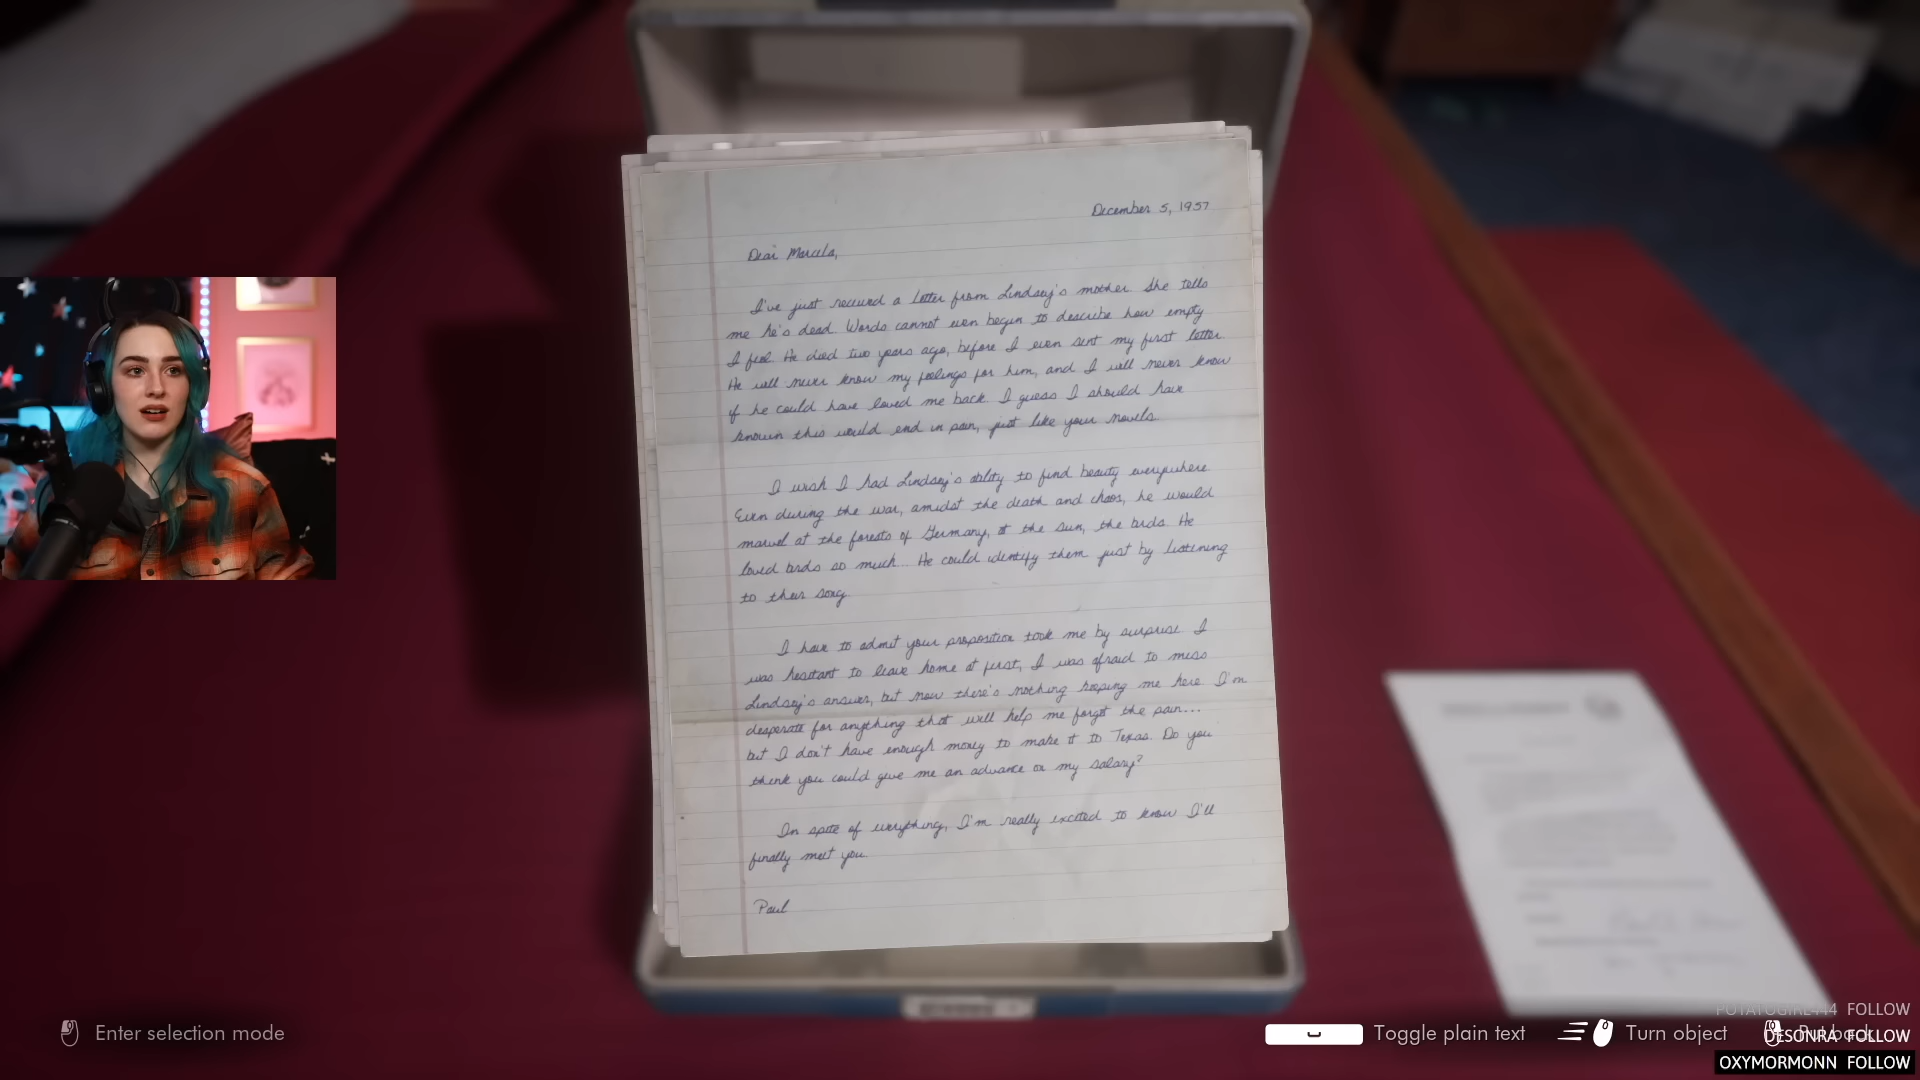 December 5, 1957
Dear Marcela,
I've just received a letter from Lindsey's mother. She tells
me he's dead. Words cannot even begin to describe how empty
I feel. He died two years ago, before I even sent my first letter.
He will never know my feelings for him, and I will never know
if he could have loved me back. I guess I should have
known this would end in pain, just like your novels.
I wish I had Lindsey's ability to find beauty everywhere.
Even during the war, amidst the death and chaos, he would
marvel at the forests of Germany, at the sun, the birds. He
loved birds so much... He could identify them just by listening
to their song.
I have to admit your proposition took me by surprise. I
was hesitant to leave home at first, I was afraid to miss
Lindsey's answer, but now there's nothing keeping me here. I'm
desperate for anything that will help me forget the pain...
but I don't have enough money to make it to Texas. Do you
think you could give me an advance on my salary?
In spite of everything, I'm really excited to know I'll
finally meet you.
Paul
Enter selection mode
Toggle plain text
Turn object
POTATOGIRL444 FOLLOW
DESONRA FOLLOW
OXYMORMONN FOLLOW